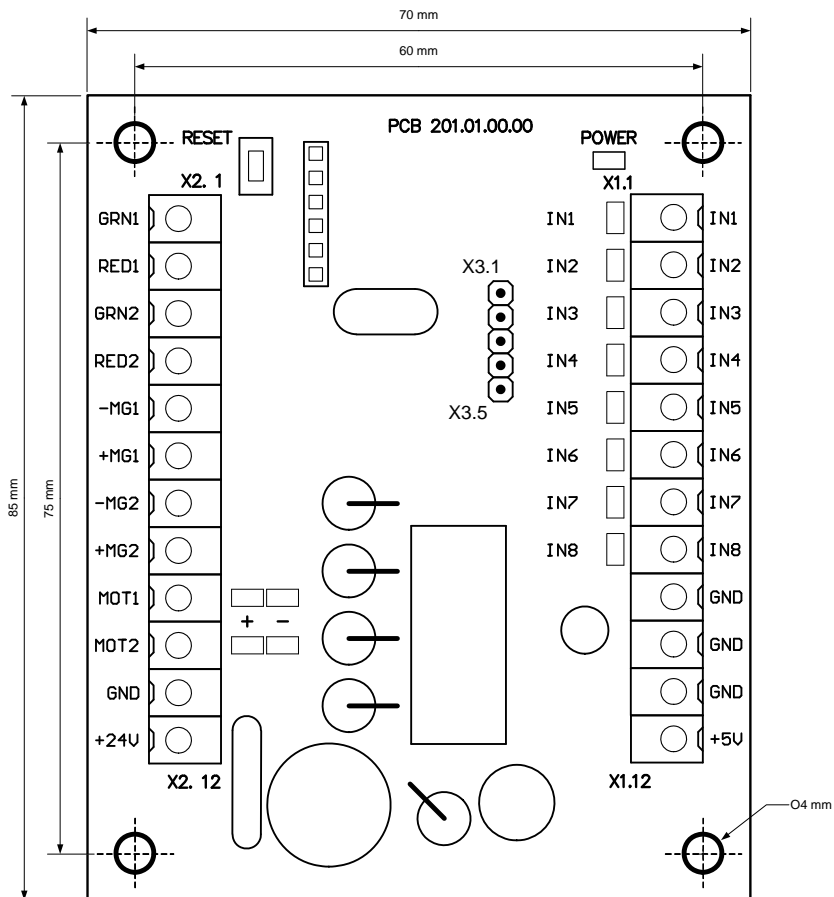 70 mm
60 mm
PCB 201.01.00.00
RESET
POWER
X2. 1
X1.1
GRN1
IN1
IN1
RED1
X3.1
IN2
IN2
GRN2
IN3
IN3
RED2
IN4
IN4
-MG1
X3.5
IN5
IN5
+MG1
IN6
IN6
85 mm
75 mm
-MG2
IN7
IN7
+MG2
IN8
IN8
MOT1
GND
+ -
MOT2
GND
GND
GND
+24V
+5V
X2. 12
X1.12
O4 mm